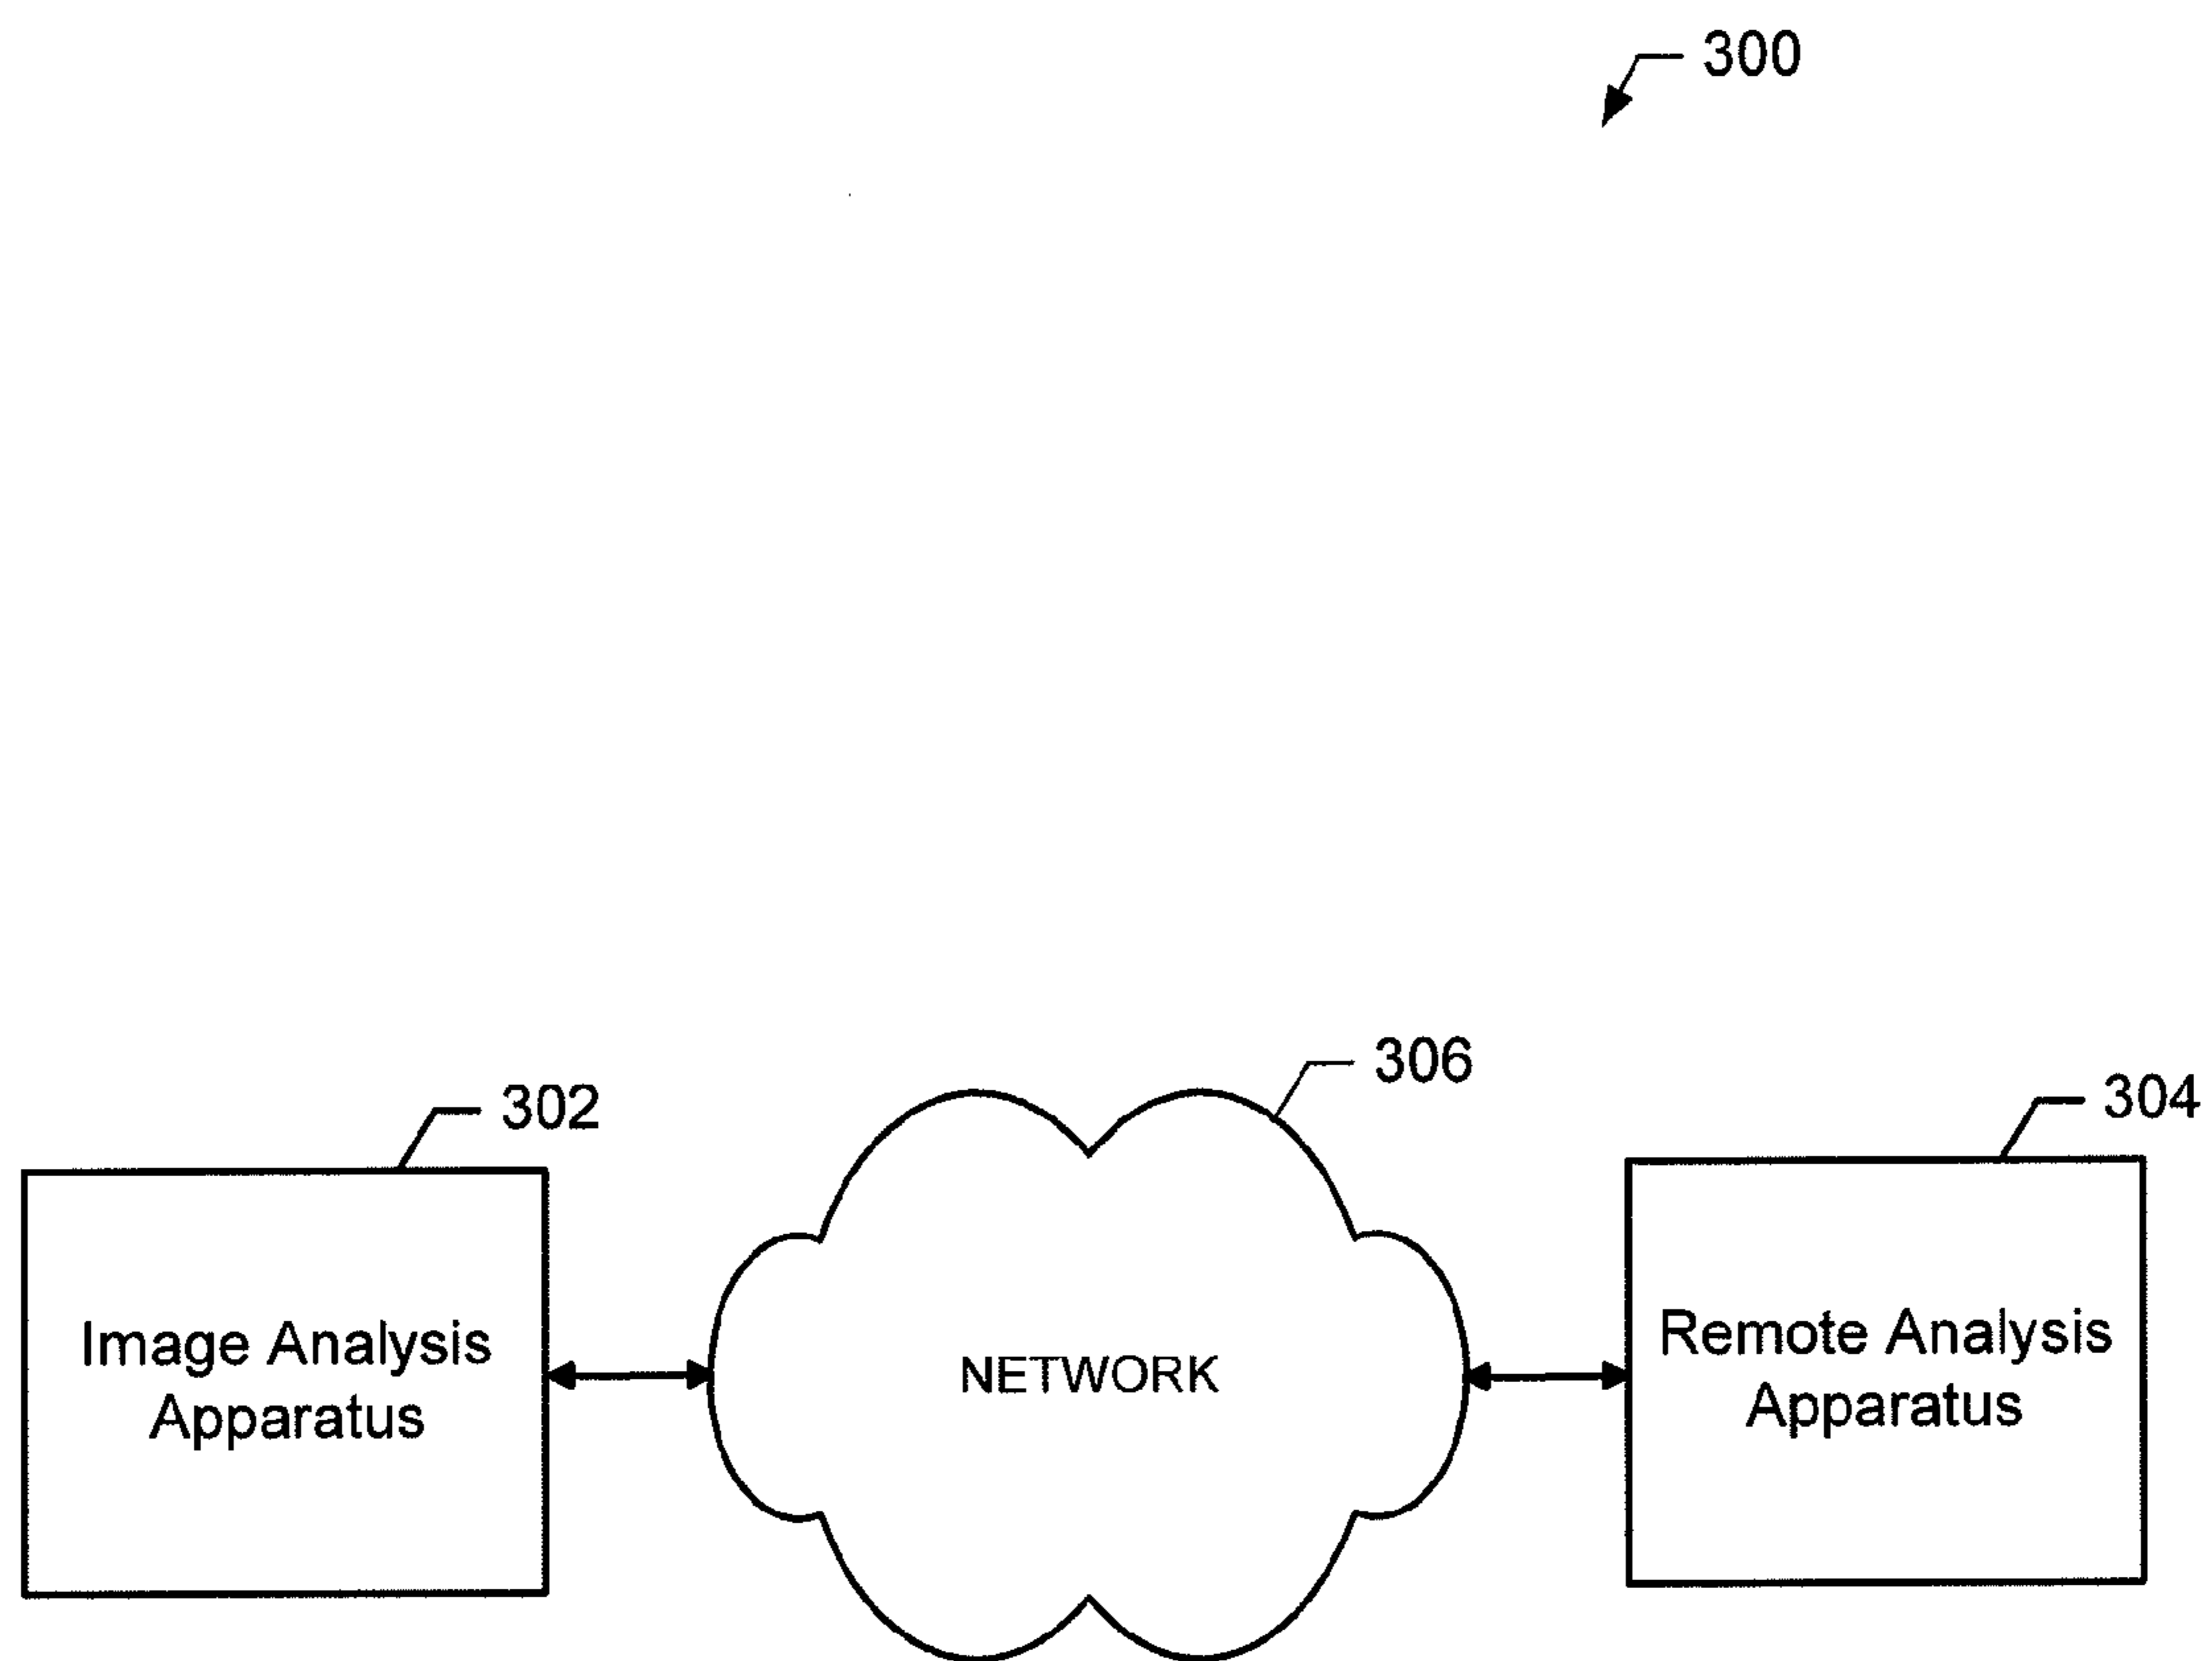 300
306
302
304
Image Analysis
Apparatus
NETWORK
Remote Analysis
Apparatus